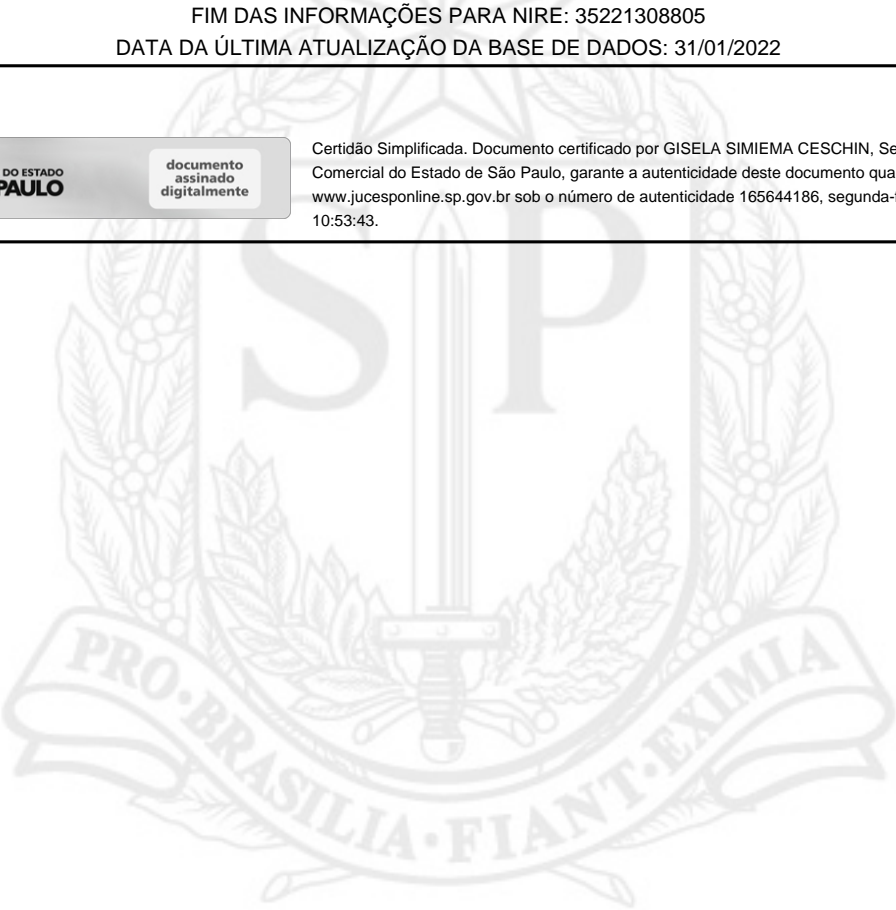 FIM DAS INFORMAÇÕES PARA NIRE: 35221308805
DATA DA ÚLTIMA ATUALIZAÇÃO DA BASE DE DADOS: 31/01/2022
DO ESTADO
PAULO
documento
assinado
digitalmente
Certidão Simplificada. Documento certificado por GISELA SIMIEMA CESCHIN, Se
Comercial do Estado de São Paulo, garante a autenticidade deste documento qua
www.jucesponline.sp.gov.br sob o número de autenticidade 165644186, segunda-
10:53:43.
SP
PRO·BRASILIA·FIANT·EXIMIA